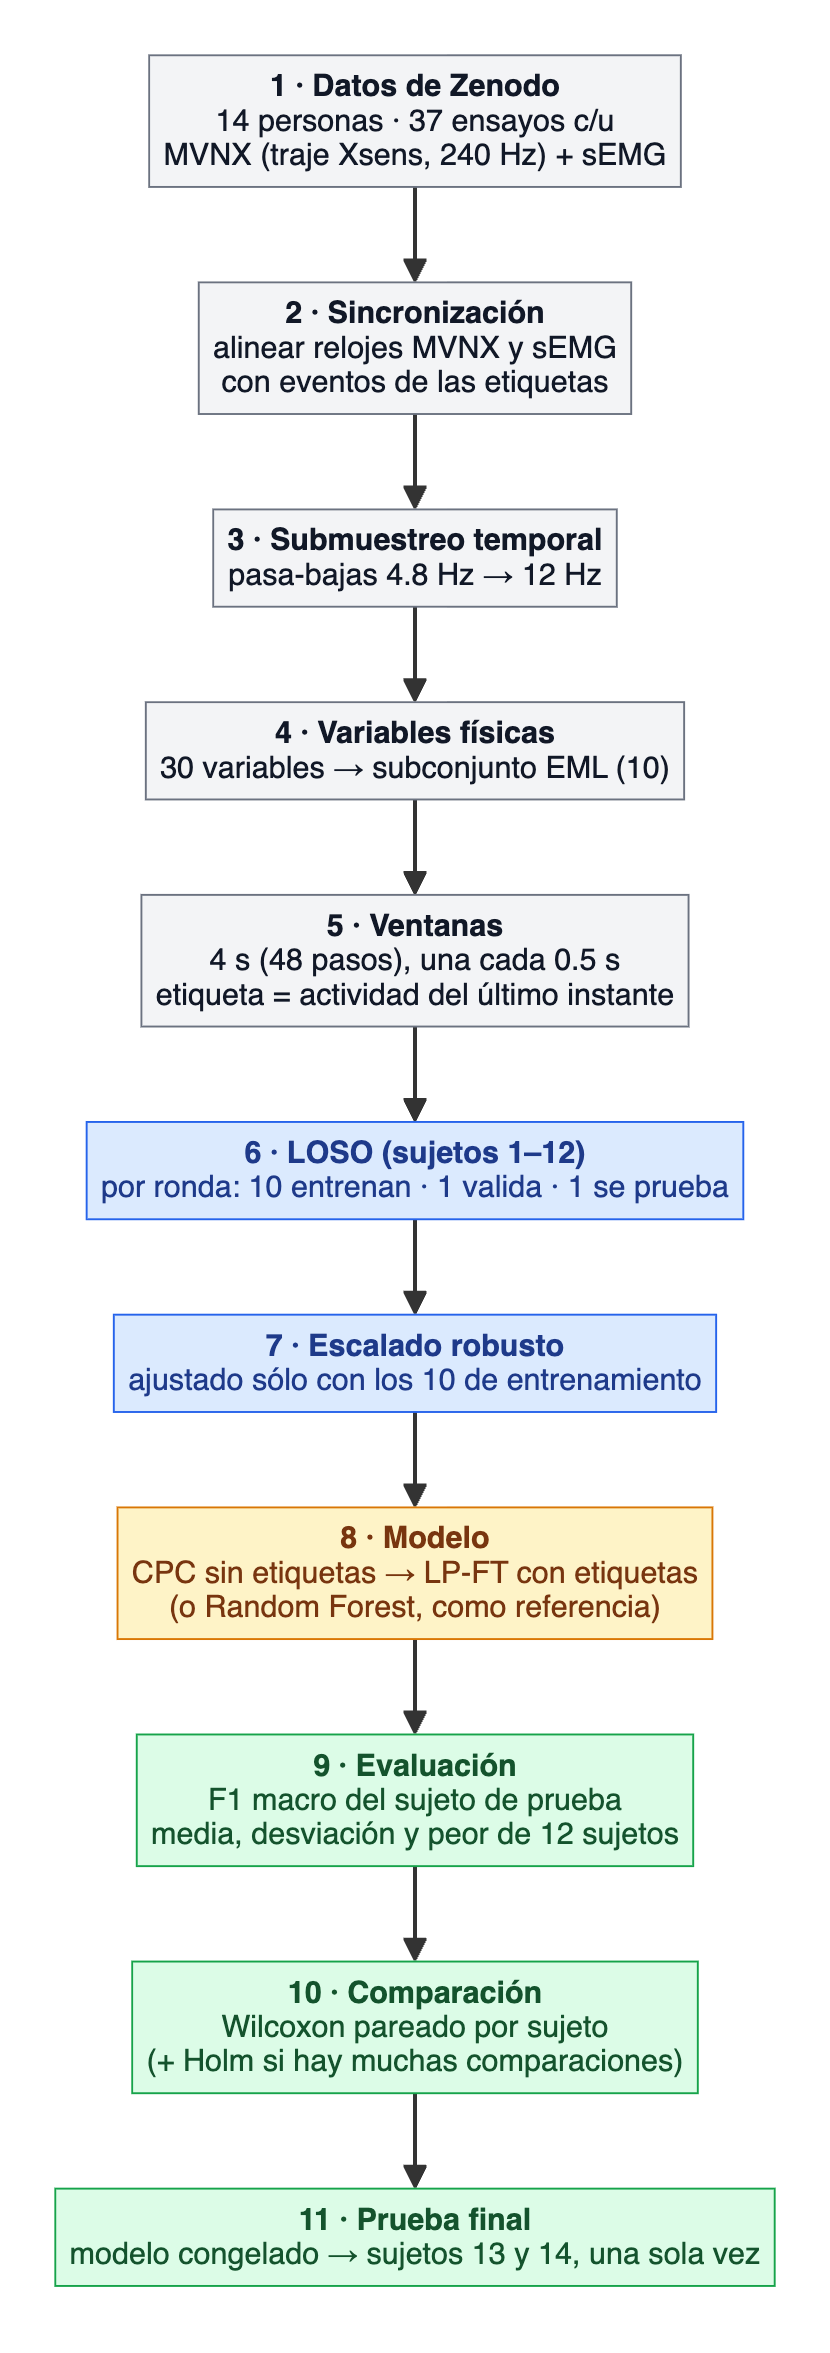 1 · Datos de Zenodo
14 personas · 37 ensayos c/u
MVNX (traje Xsens, 240 Hz) + sEMG
2 · Sincronización
alinear relojes MVNX y sEMG
con eventos de las etiquetas
3 · Submuestreo temporal
pasa-bajas 4.8 Hz → 12 Hz
4 · Variables físicas
30 variables → subconjunto EML (10)
5 · Ventanas
4 s (48 pasos), una cada 0.5 s
etiqueta = actividad del último instante
6 · LOSO (sujetos 1–12)
por ronda: 10 entrenan · 1 valida · 1 se prueba
7 · Escalado robusto
ajustado sólo con los 10 de entrenamiento
8 · Modelo
CPC sin etiquetas → LP-FT con etiquetas
(o Random Forest, como referencia)
9 · Evaluación
F1 macro del sujeto de prueba
media, desviación y peor de 12 sujetos
10 · Comparación
Wilcoxon pareado por sujeto
(+ Holm si hay muchas comparaciones)
11 · Prueba final
modelo congelado → sujetos 13 y 14, una sola vez